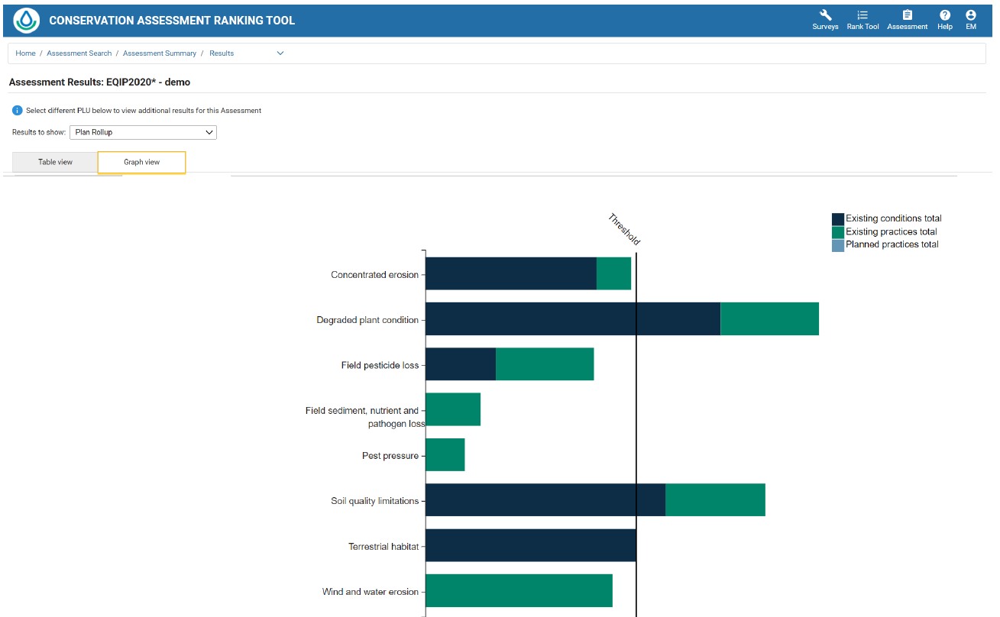 CONSERVATION ASSESSMENT RANKING TOOL
Surveys Rank Tool Assessment Help EM
Home / Assessment Search / Assessment Summary / Results
Assessment Results: EQIP2020* - demo
Select different PLU below to view additional results for this Assessment
Results to show: Plan Rollup
Table view Graph view
Threshold
Existing conditions total
Existing practices total
Planned practices total
Concentrated erosion
Degraded plant condition
Field pesticide loss
Field sediment, nutrient and
pathogen loss
Pest pressure
Soil quality limitations
Terrestrial habitat
Wind and water erosion